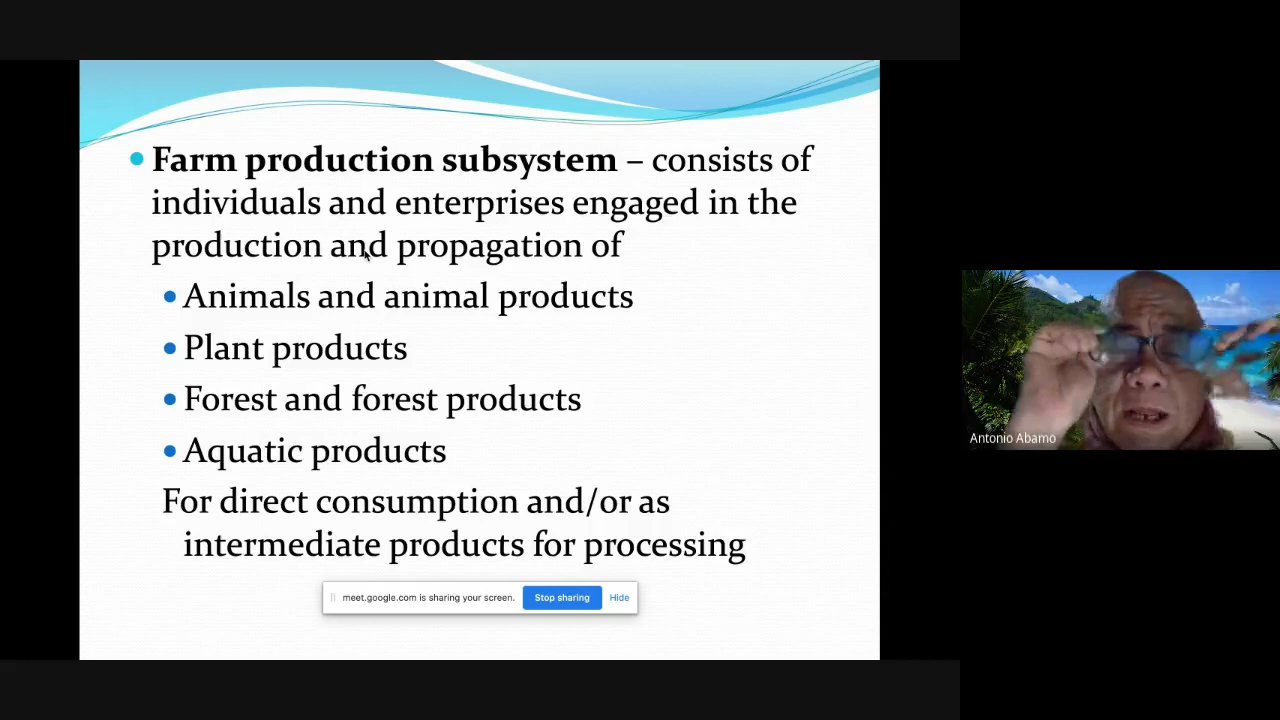 Farm production subsystem – consists of
individuals and enterprises engaged in the
production and propagation of
Animals and animal products
Plant products
Forest and forest products
Aquatic products
For direct consumption and/or as
intermediate products for processing
meet.google.com is sharing your screen. Stop sharing Hide
Antonio Abamo